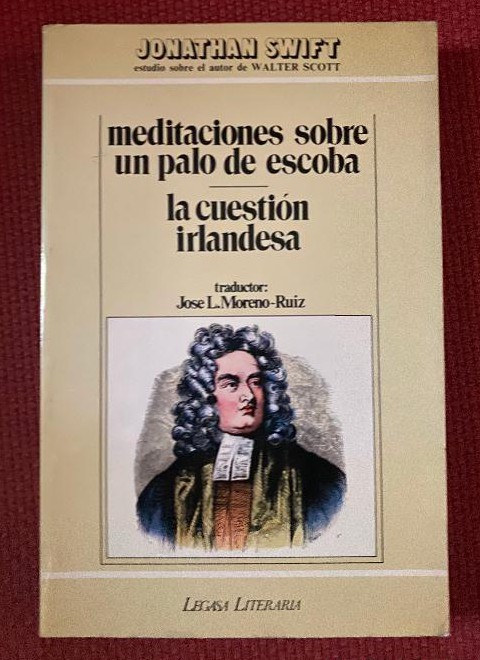 JONATHAN SWIFT
estudio sobre el autor de WALTER SCOTT
meditaciones sobre
un palo de escoba
la cuestión
irlandesa
traductor:
Jose L. Moreno-Ruiz
LEGASA LITERARIA